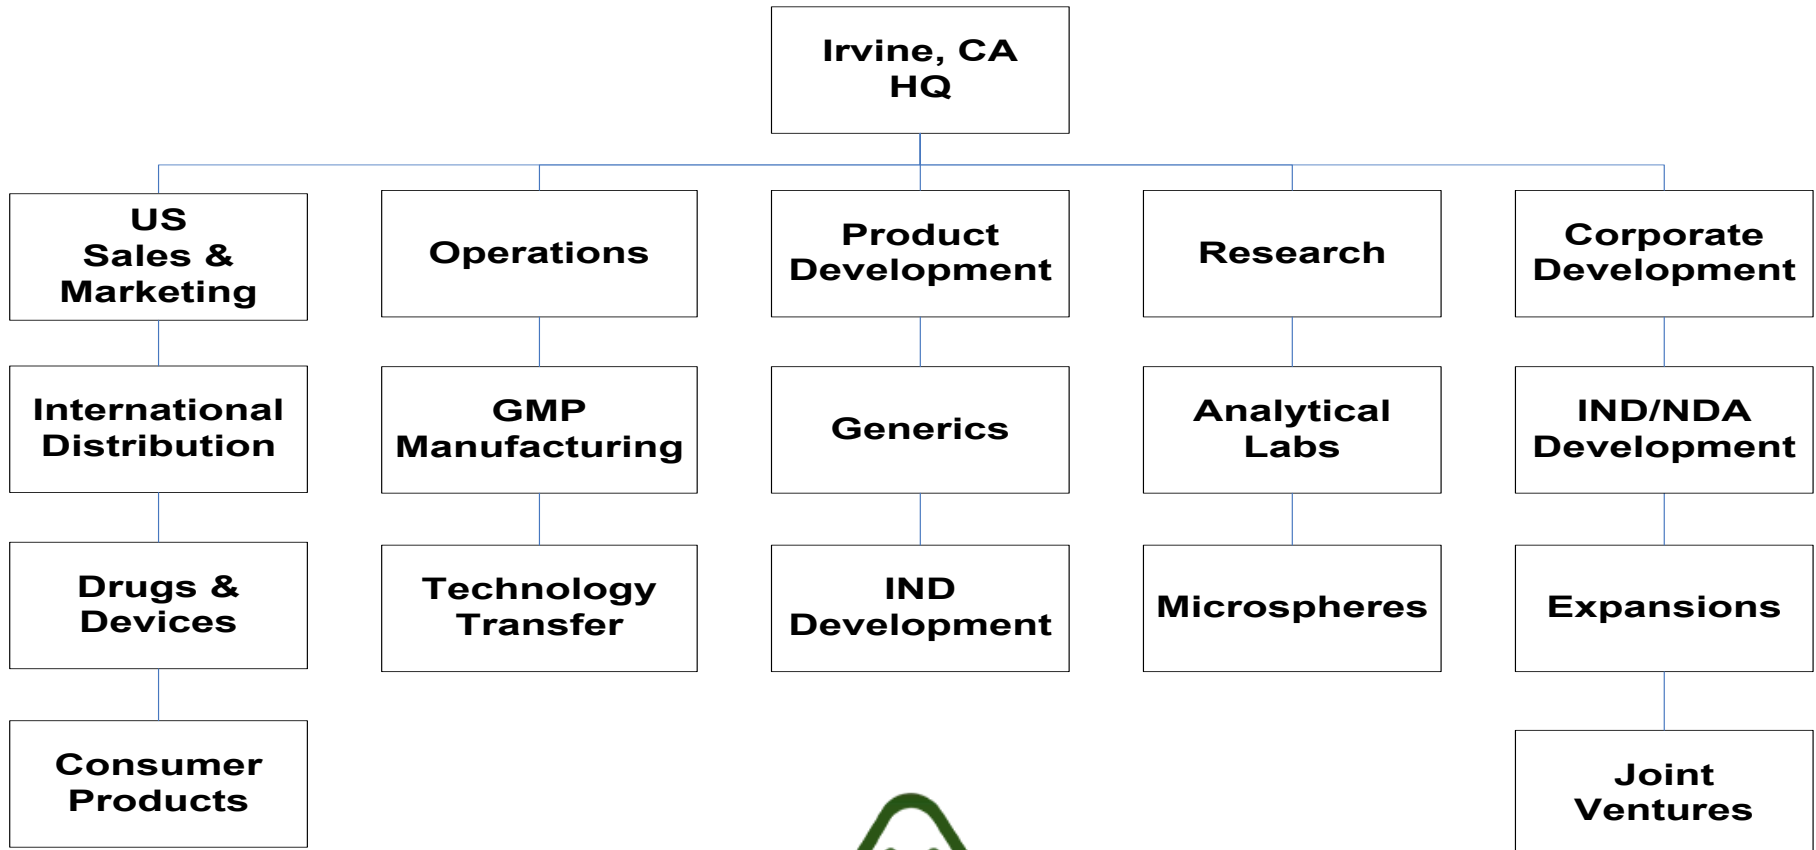 Irvine, CA
HQ
US
Sales &
Marketing
Operations
Product
Development
Research
Corporate
Development
International
Distribution
GMP
Manufacturing
Generics
Analytical
Labs
IND/NDA
Development
Drugs &
Devices
Technology
Transfer
IND
Development
Microspheres
Expansions
Consumer
Products
Joint
Ventures